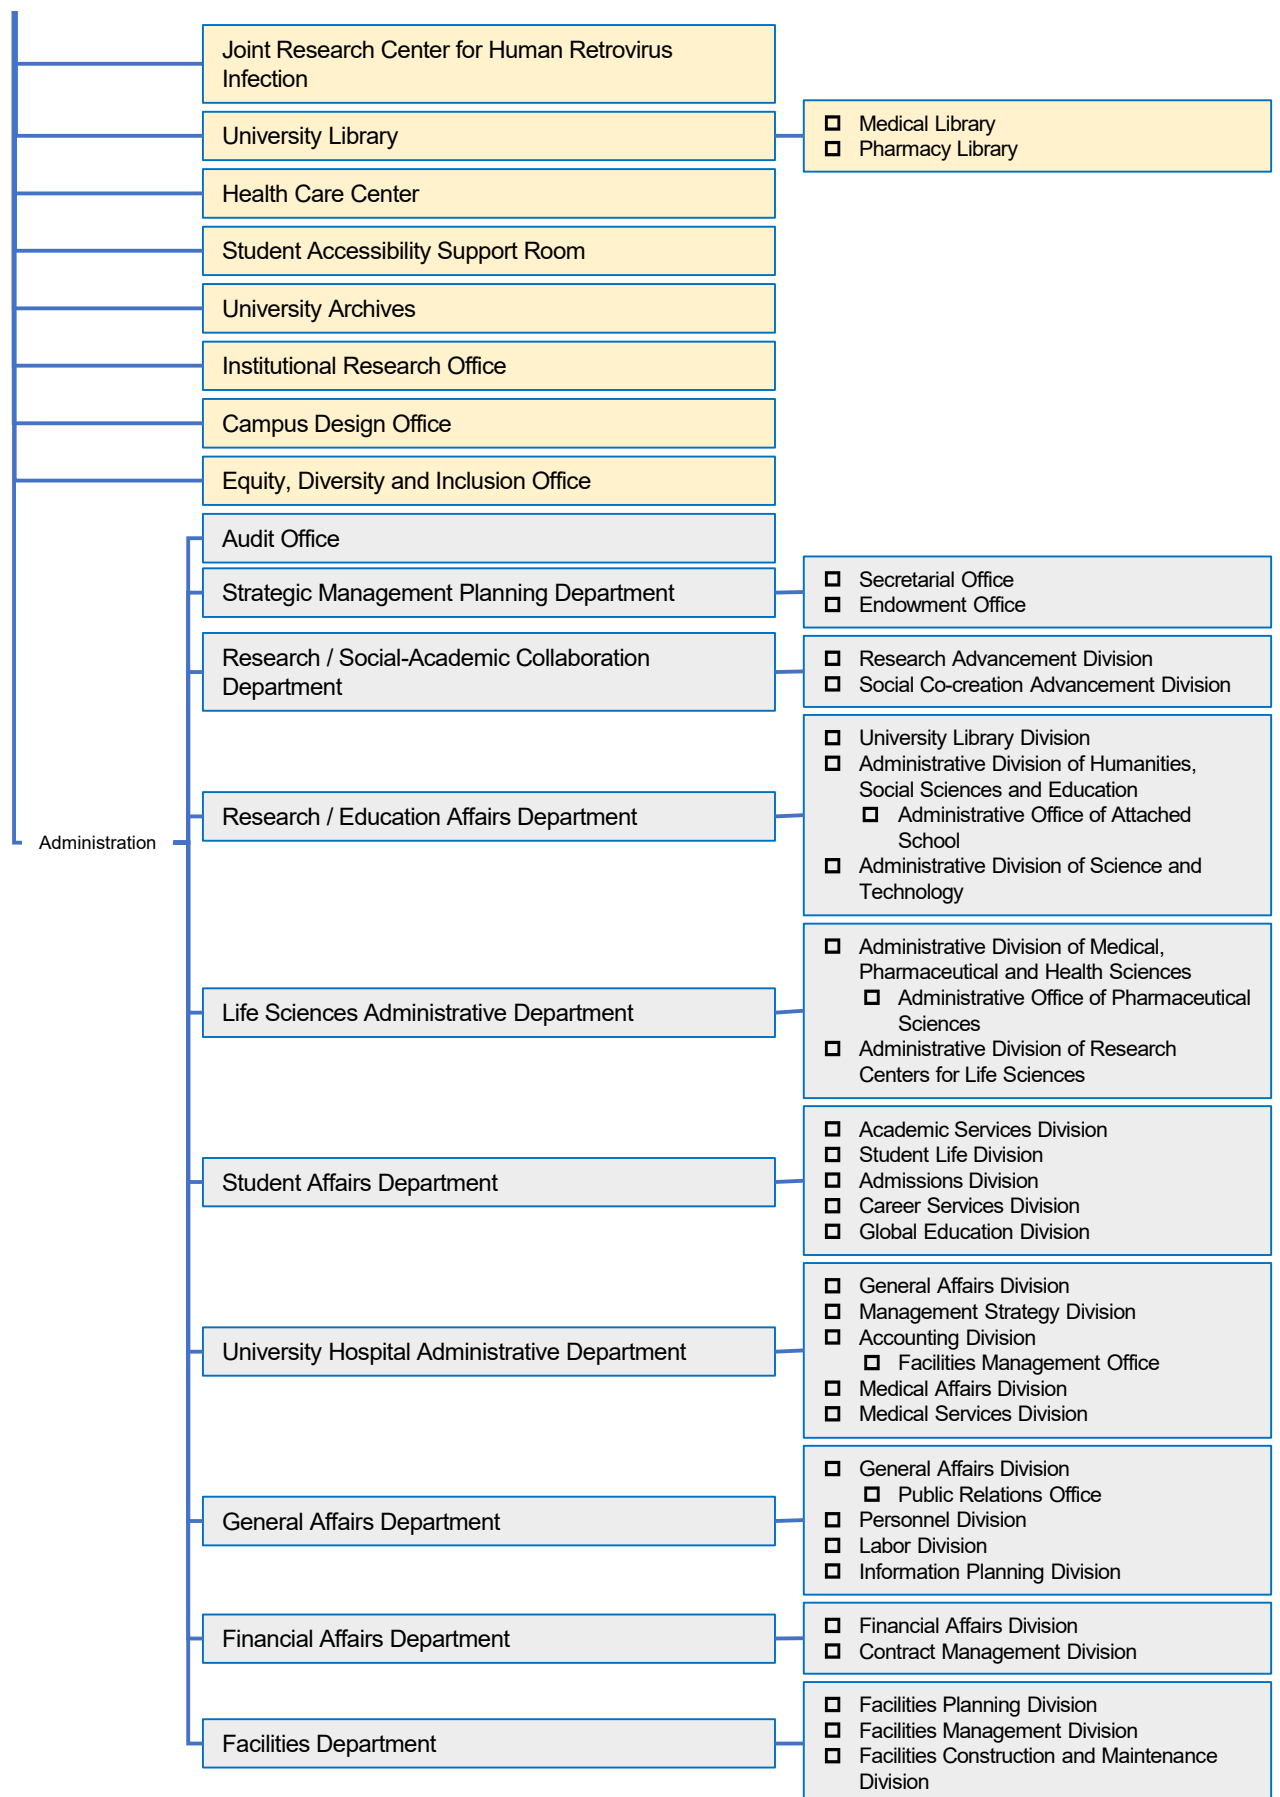 Joint Research Center for Human Retrovirus
Infection
University Library
Medical Library
Pharmacy Library
Health Care Center
Student Accessibility Support Room
University Archives
Institutional Research Office
Campus Design Office
Equity, Diversity and Inclusion Office
Administration
Audit Office
Strategic Management Planning Department
Secretarial Office
Endowment Office
Research / Social-Academic Collaboration
Department
Research Advancement Division
Social Co-creation Advancement Division
Research / Education Affairs Department
University Library Division
Administrative Division of Humanities,
Social Sciences and Education
Administrative Office of Attached
School
Administrative Division of Science and
Technology
Life Sciences Administrative Department
Administrative Division of Medical,
Pharmaceutical and Health Sciences
Administrative Office of Pharmaceutical
Sciences
Administrative Division of Research
Centers for Life Sciences
Student Affairs Department
Academic Services Division
Student Life Division
Admissions Division
Career Services Division
Global Education Division
University Hospital Administrative Department
General Affairs Division
Management Strategy Division
Accounting Division
Facilities Management Office
Medical Affairs Division
Medical Services Division
General Affairs Department
General Affairs Division
Public Relations Office
Personnel Division
Labor Division
Information Planning Division
Financial Affairs Department
Financial Affairs Division
Contract Management Division
Facilities Department
Facilities Planning Division
Facilities Management Division
Facilities Construction and Maintenance
Division